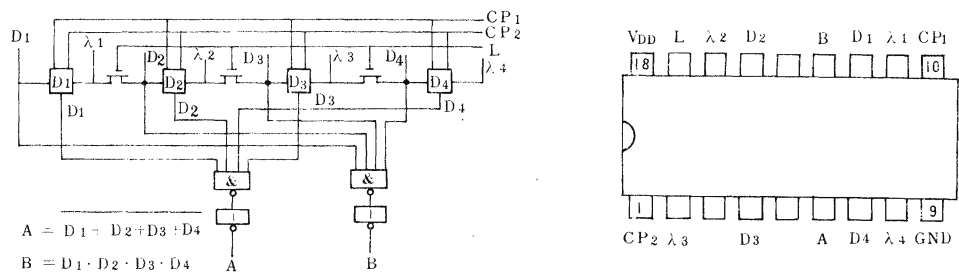 CP1
CP2
D1 λ1 D2 λ2 D3 λ3 D4 L
λ4
D1 D2 D3 D4
D1 D2 D3 D4
& &
1 1
A = D1 + D2 + D3 + D4
B = D1 · D2 · D3 · D4
A B
VDD L λ2 D2 B D1 λ1 CP1
18 10
1 9
CP2 λ3 D3 A D4 λ4 GND